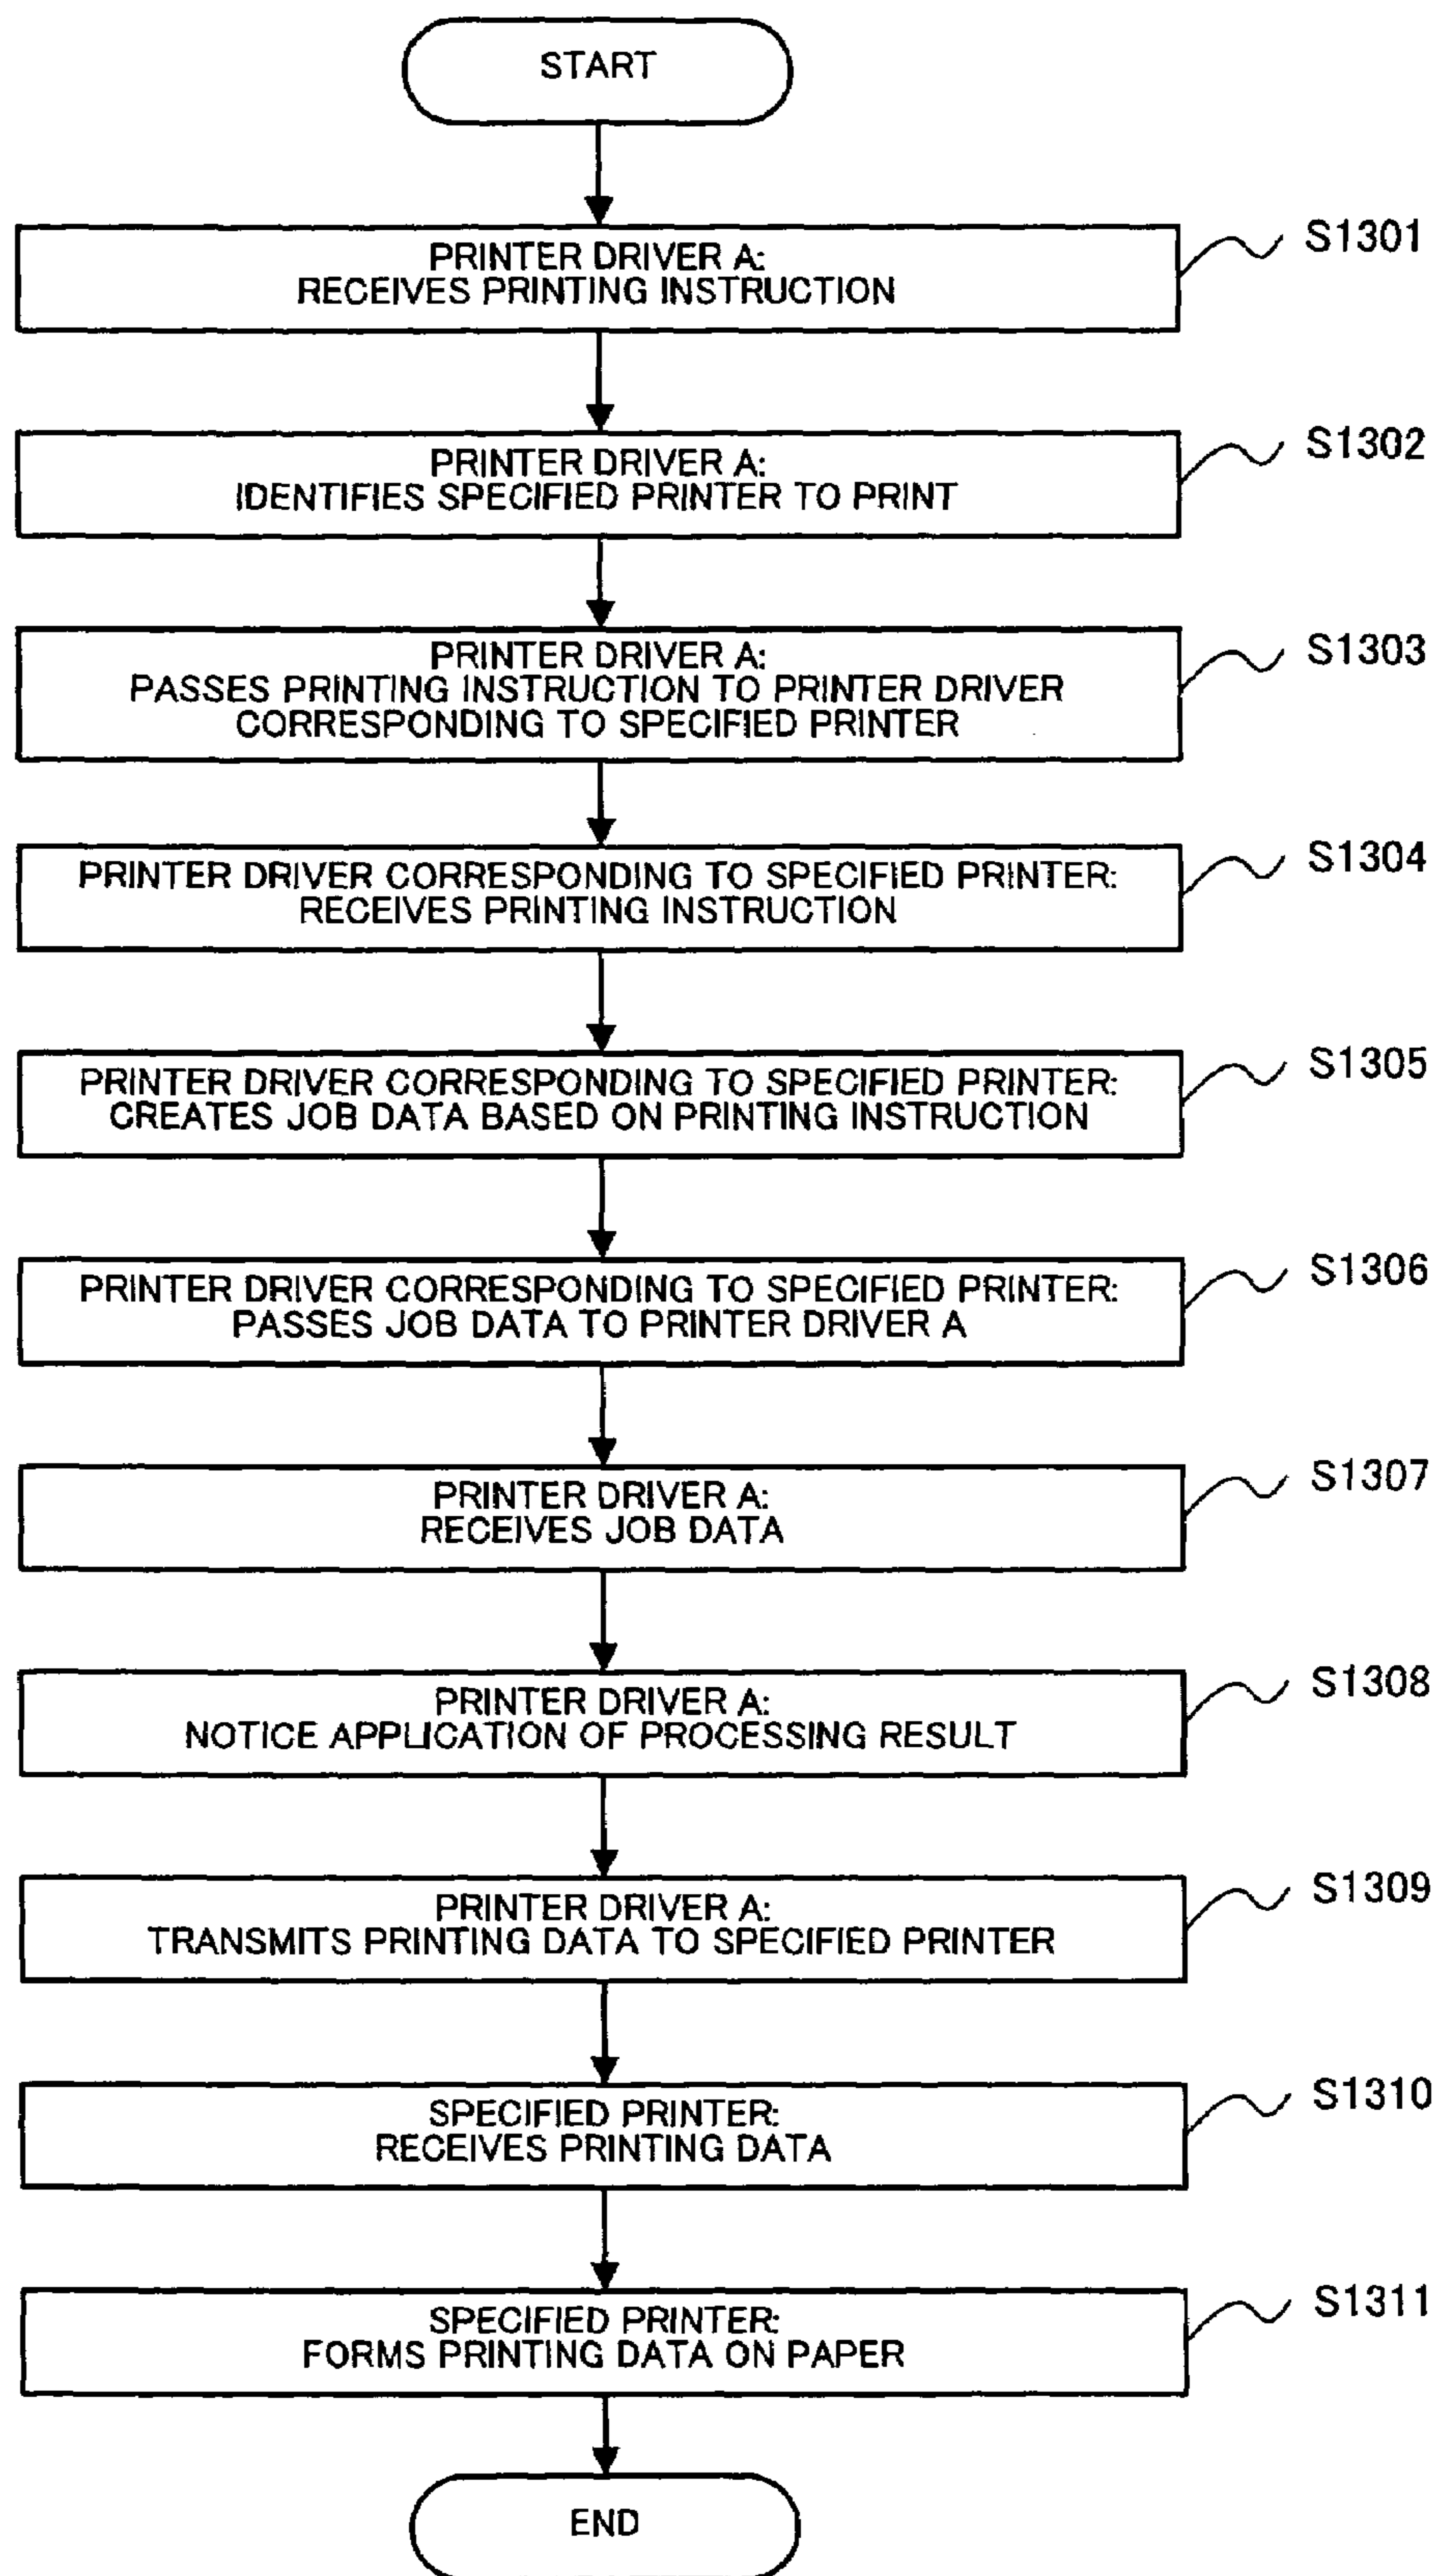 START
PRINTER DRIVER A:
RECEIVES PRINTING INSTRUCTION
S1301
PRINTER DRIVER A:
IDENTIFIES SPECIFIED PRINTER TO PRINT
S1302
PRINTER DRIVER A:
PASSES PRINTING INSTRUCTION TO PRINTER DRIVER
CORRESPONDING TO SPECIFIED PRINTER
S1303
PRINTER DRIVER CORRESPONDING TO SPECIFIED PRINTER:
RECEIVES PRINTING INSTRUCTION
S1304
PRINTER DRIVER CORRESPONDING TO SPECIFIED PRINTER:
CREATES JOB DATA BASED ON PRINTING INSTRUCTION
S1305
PRINTER DRIVER CORRESPONDING TO SPECIFIED PRINTER:
PASSES JOB DATA TO PRINTER DRIVER A
S1306
PRINTER DRIVER A:
RECEIVES JOB DATA
S1307
PRINTER DRIVER A:
NOTICE APPLICATION OF PROCESSING RESULT
S1308
PRINTER DRIVER A:
TRANSMITS PRINTING DATA TO SPECIFIED PRINTER
S1309
SPECIFIED PRINTER:
RECEIVES PRINTING DATA
S1310
SPECIFIED PRINTER:
FORMS PRINTING DATA ON PAPER
S1311
END